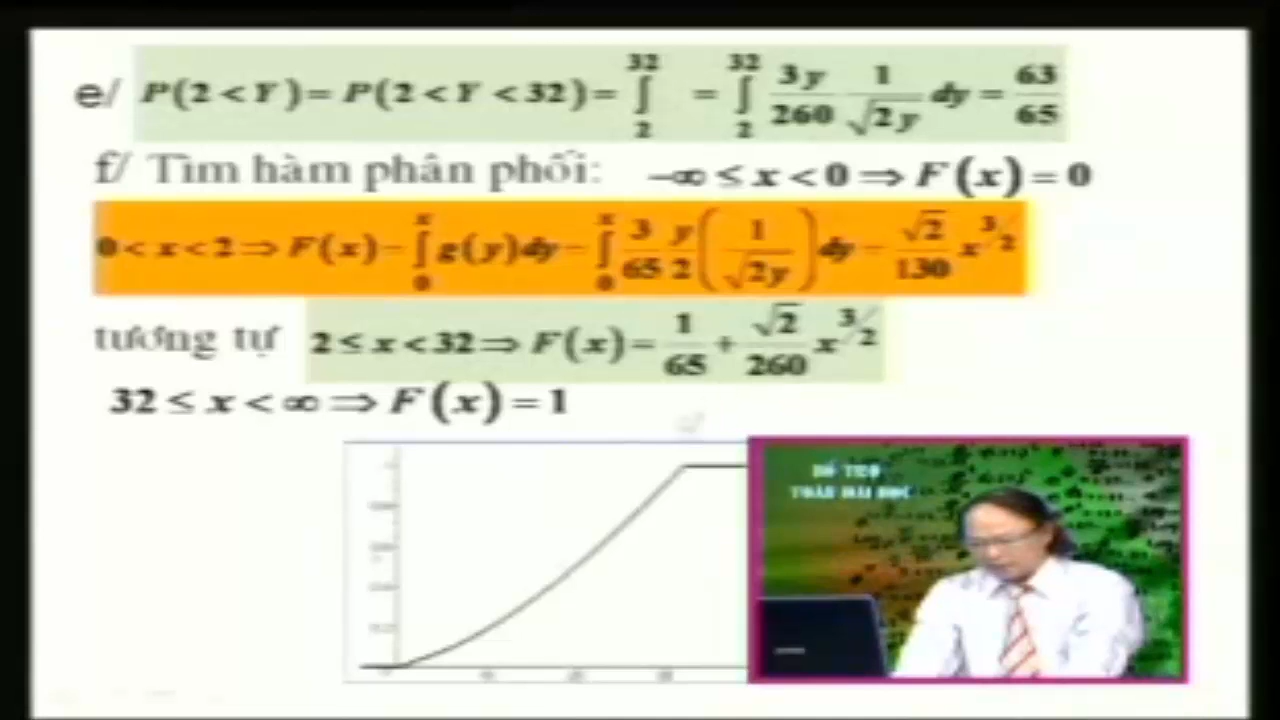 e/ P(2 < Y) = P(2 < Y < 32) = ∫₂³² = ∫₂³² 3y/260 1/√2y dy = 63/65
f/ Tìm hàm phân phối: −∞ ≤ x < 0 ⇒ F(x) = 0
0 < x < 2 ⇒ F(x) = ∫₀ˣ g(y)dy = ∫₀ˣ 3/65 y/2 (1/√2y) dy = √2/130 x^3/2
tương tự 2 ≤ x < 32 ⇒ F(x) = 1/65 + √2/260 x^3/2
32 ≤ x < ∞ ⇒ F(x) = 1